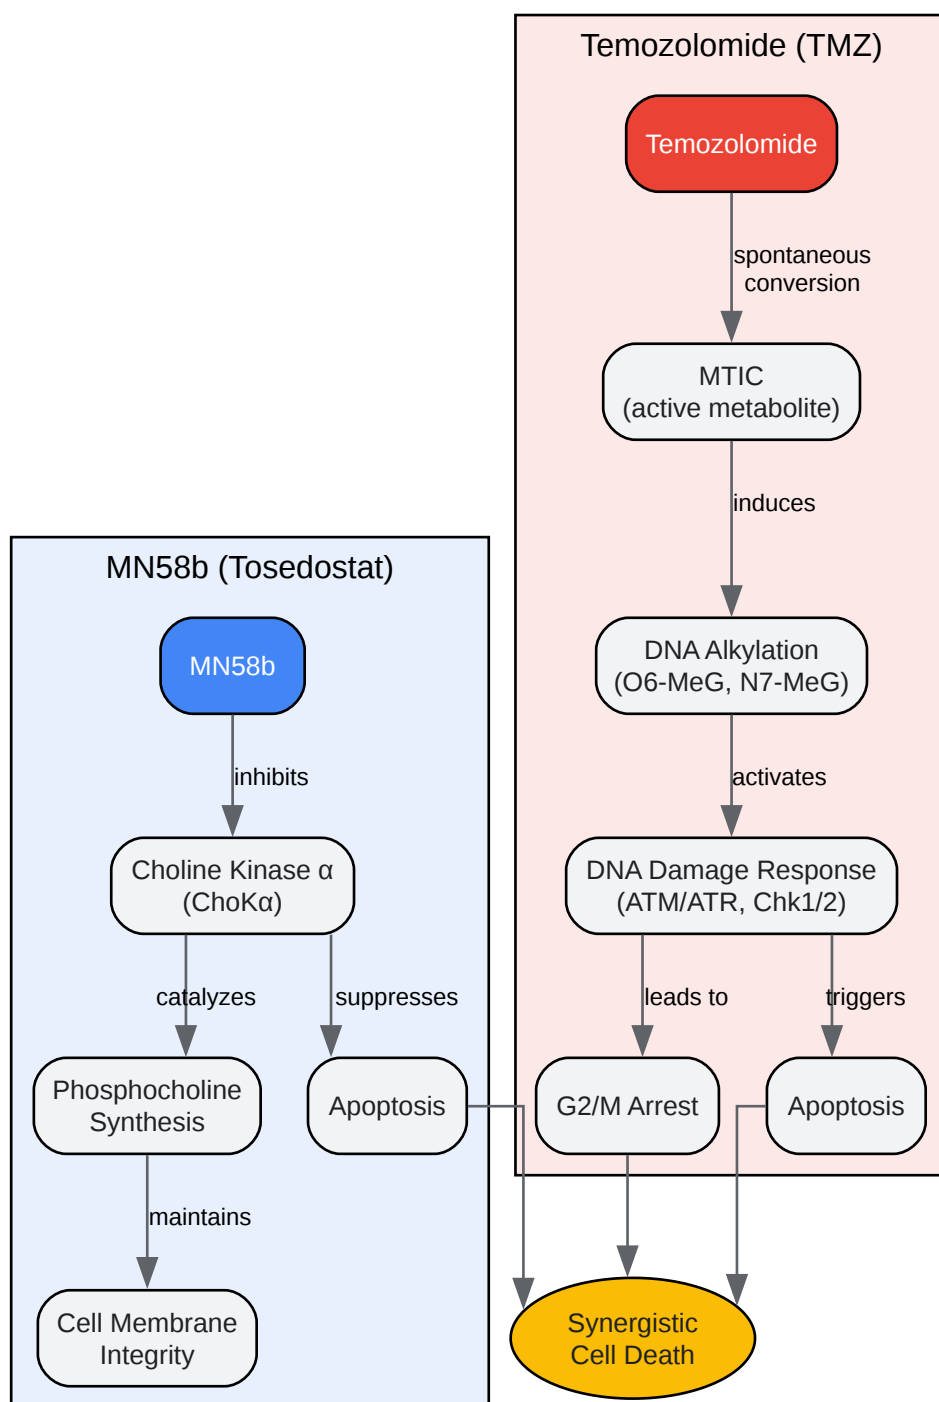 Temozolomide (TMZ)
Temozolomide
spontaneous
conversion
MTIC
(active metabolite)
induces
DNA Alkylation
(O6-MeG, N7-MeG)
activates
DNA Damage Response
(ATM/ATR, Chk1/2)
leads to
triggers
G2/M Arrest
Apoptosis
MN58b (Tosedostat)
MN58b
inhibits
Choline Kinase α
(ChoKα)
catalyzes
suppresses
Phosphocholine
Synthesis
Apoptosis
maintains
Cell Membrane
Integrity
Synergistic
Cell Death